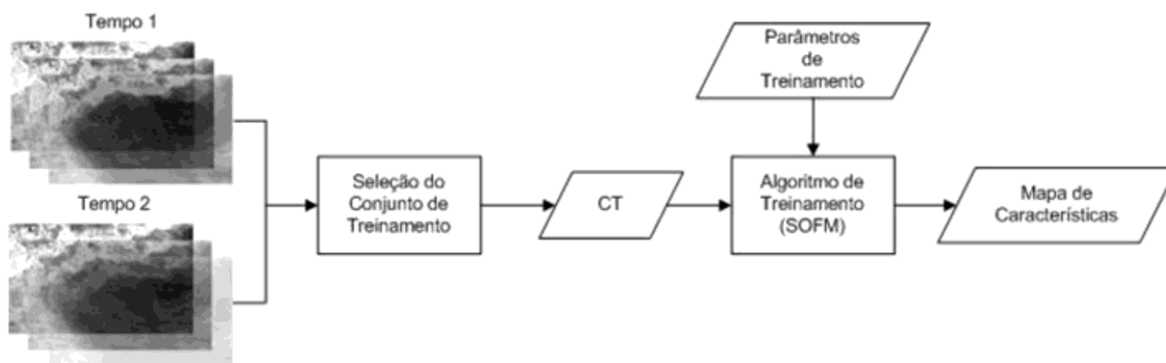 Tempo 1
Tempo 2
Seleção do
Conjunto de
Treinamento
CT
Parâmetros
de
Treinamento
Algoritmo de
Treinamento
(SOFM)
Mapa de
Características